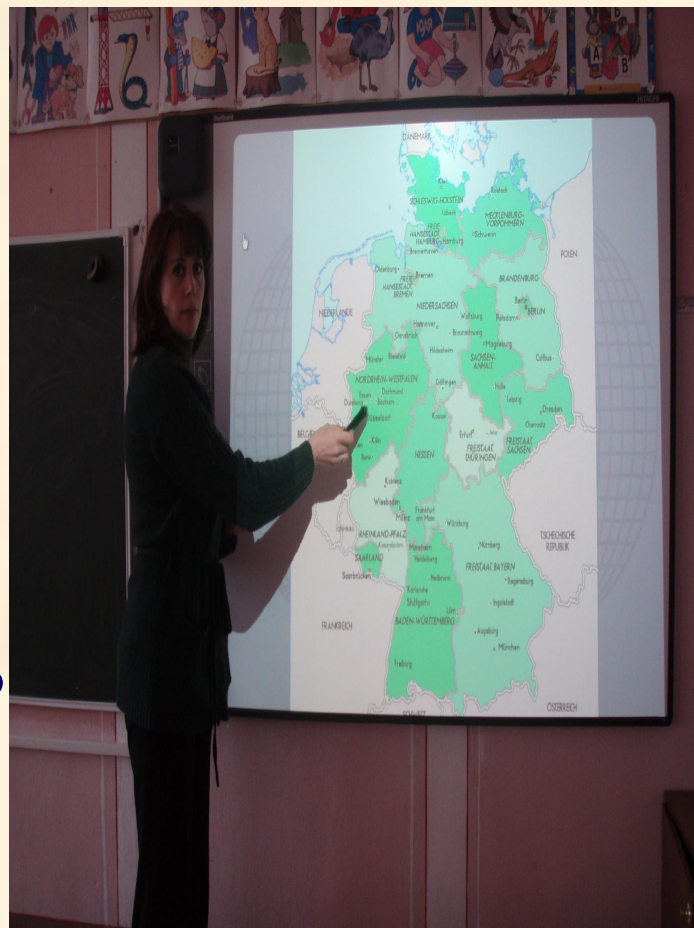 StarBoard
HITACHI
A
B
DÄNEMARK
Kiel
Rostock
SCHLESWIG-HOLSTEIN
Lübeck
MECKLENBURG-
VORPOMMERN
FREIE
HANSESTADT
HAMBURG
Hamburg
Schwerin
Bremerhaven
POLEN
Oldenburg
Bremen
FREIE
HANSESTADT
BREMEN
BRANDENBURG
Berlin
BERLIN
NIEDERSACHSEN
NIEDERLANDE
Wolfsburg
Potsdam
Hannover
Osnabrück
Braunschweig
Hildesheim
Magdeburg
Münster
Bielefeld
SACHSEN-
ANHALT
Cottbus
NORDRHEIN-WESTFALEN
Göttingen
Halle
Essen
Dortmund
Leipzig
Duisburg
Bochum
Düsseldorf
Kassel
Dresden
Chemnitz
Erfurt
Jena
FREISTAAT
THÜRINGEN
FREISTAAT
SACHSEN
Köln
Bonn
HESSEN
Koblenz
Wiesbaden
Frankfurt
am Main
Mainz
Würzburg
RHEINLAND-PFALZ
TSCHECHISCHE
REPUBLIK
Kaiserslautern
Mannheim
Nürnberg
SAARLAND
Heidelberg
FREISTAAT BAYERN
Saarbrücken
Heilbronn
Regensburg
Karlsruhe
Stuttgart
Ingolstadt
Ulm
FRANKREICH
BADEN-WÜRTTEMBERG
Augsburg
München
Freiburg
ÖSTERREICH